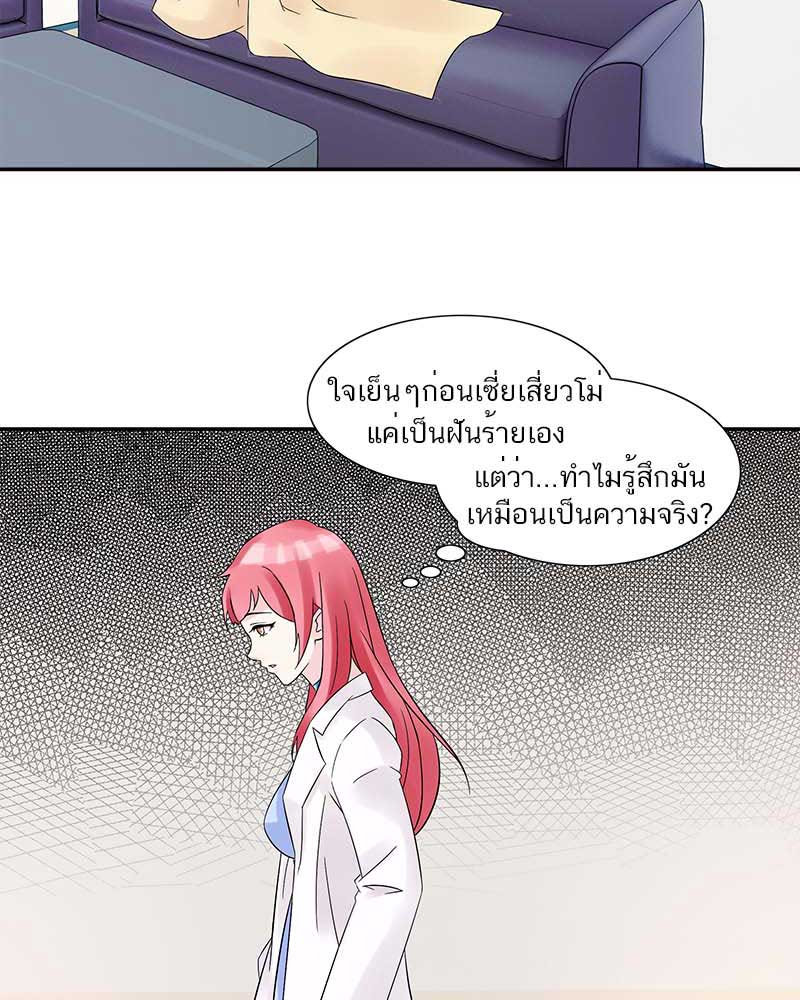 ใจเย็นๆก่อนเซี่ยเสี่ยวโม่
แค่เป็นฝันร้ายเอง
แต่ว่า...ทำไมรู้สึกมัน
เหมือนเป็นความจริง?